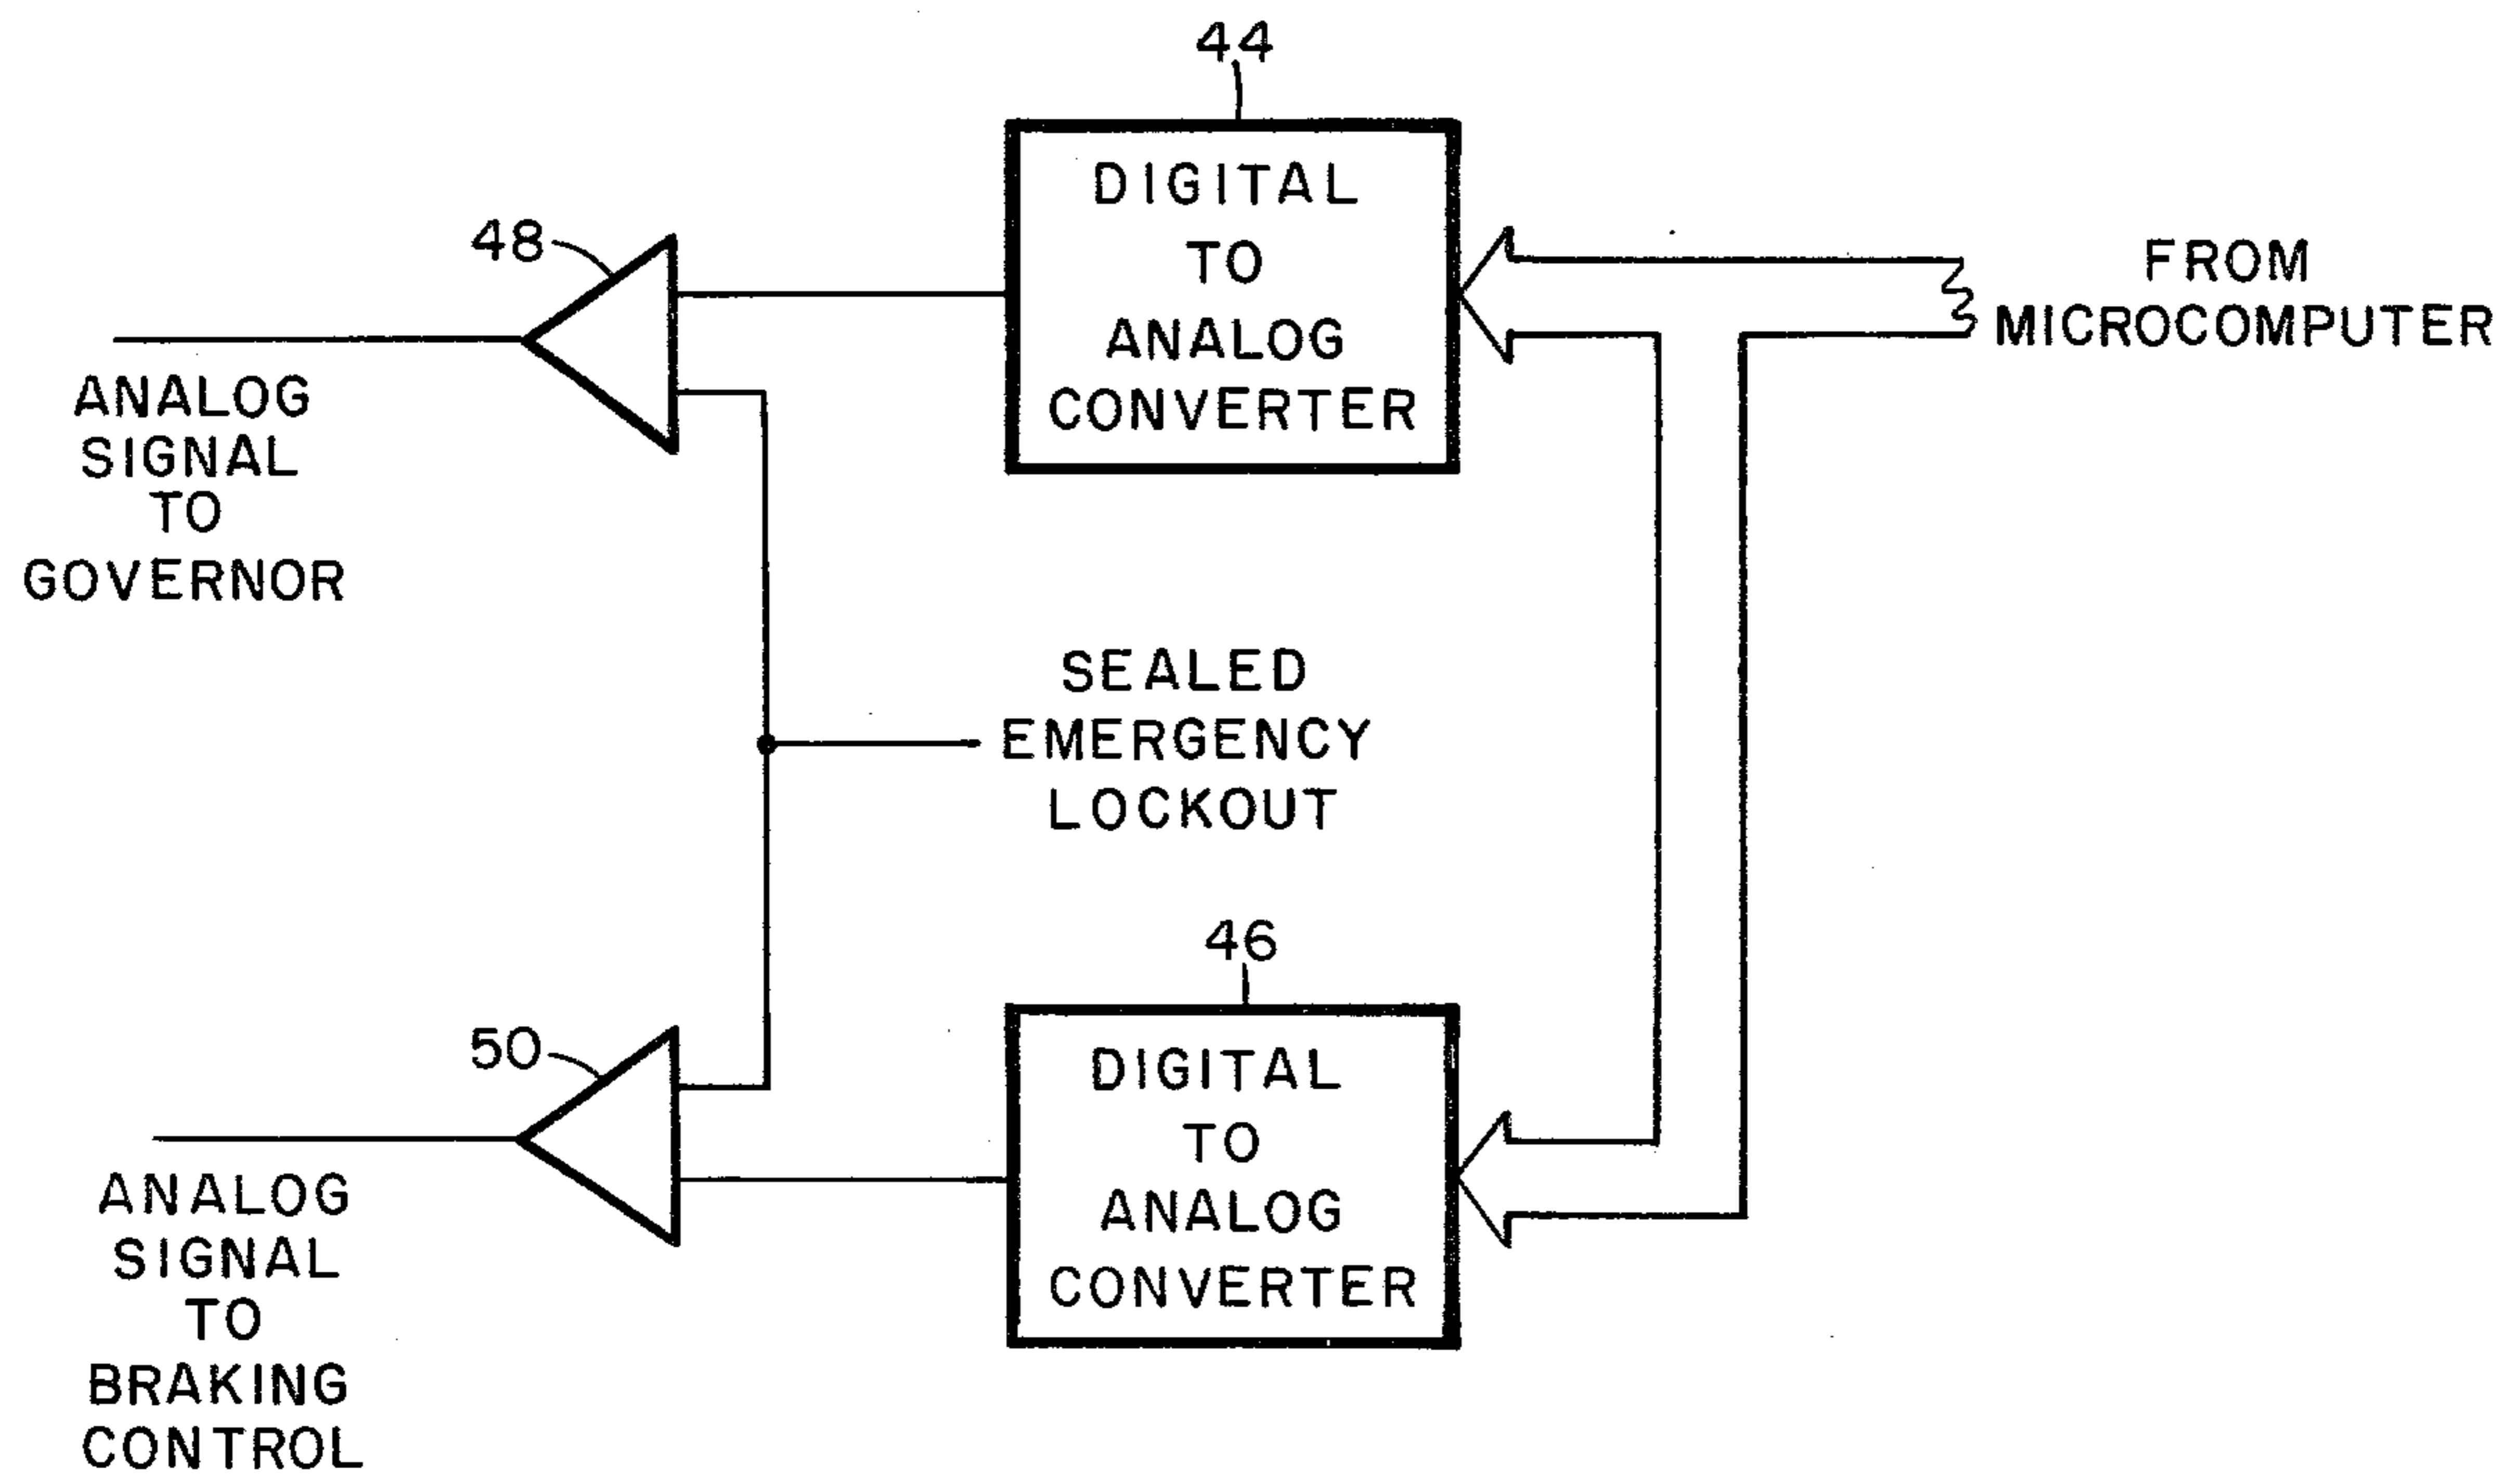 44
DIGITAL
TO
ANALOG
CONVERTER
FROM
MICROCOMPUTER
48
ANALOG
SIGNAL
TO
GOVERNOR
SEALED
EMERGENCY
LOCKOUT
46
DIGITAL
TO
ANALOG
CONVERTER
50
ANALOG
SIGNAL
TO
BRAKING
CONTROL